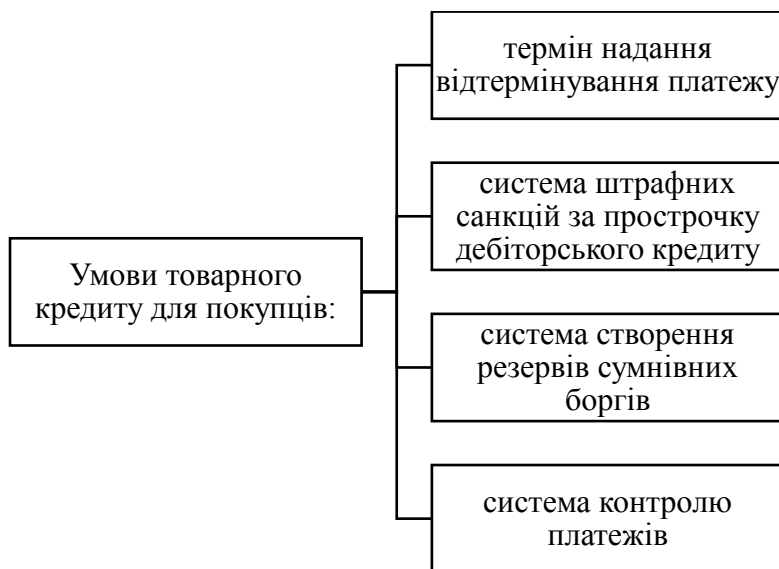 термін надання
відтермінування платежу
система штрафних
санкцій за прострочку
дебіторського кредиту
Умови товарного
кредиту для покупців:
система створення
резервів сумнівних
боргів
система контролю
платежів